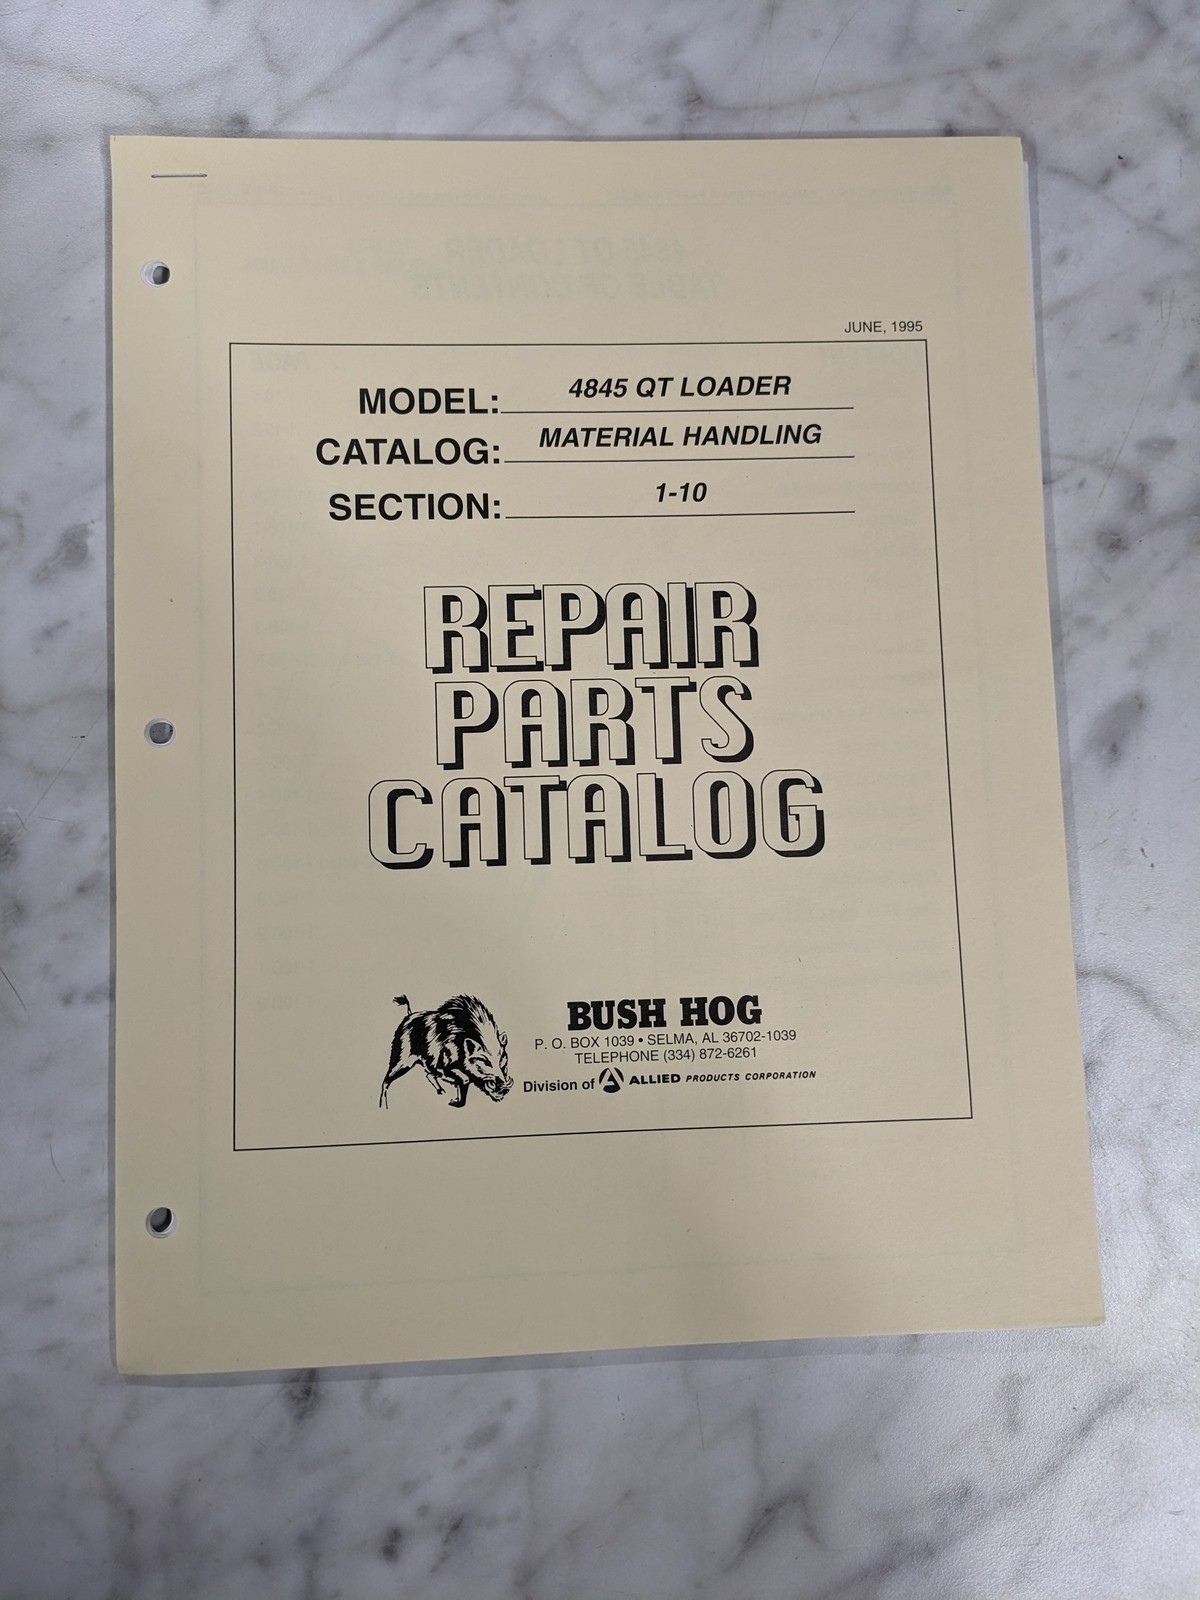 JUNE, 1995
MODEL: 4845 QT LOADER
CATALOG: MATERIAL HANDLING
SECTION: 1-10
REPAIR
PARTS
CATALOG
BUSH HOG
P. O. BOX 1039 • SELMA, AL 36702-1039
TELEPHONE (334) 872-6261
Division of ALLIED PRODUCTS CORPORATION